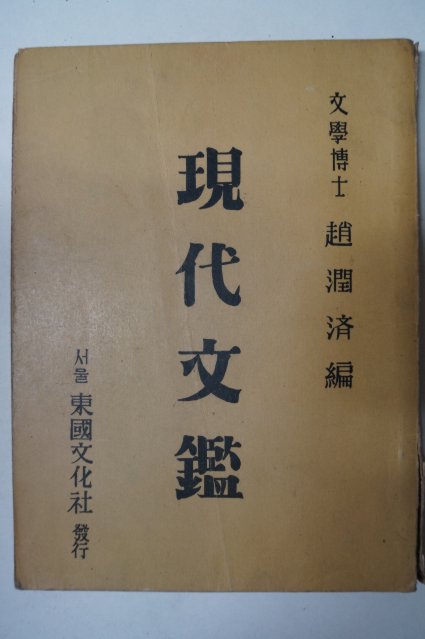 文學博士 趙潤済編
現代文鑑
서울 東國文化社 發行